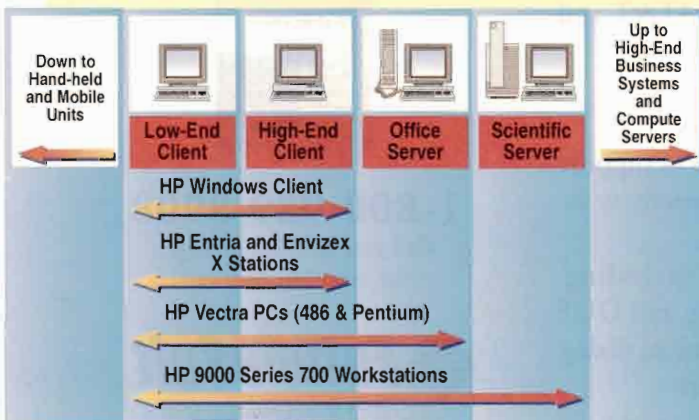 Down to
Hand-held
and Mobile
Units
Low-End
Client
High-End
Client
Office
Server
Scientific
Server
Up to
High-End
Business
Systems
and
Compute
Servers
HP Windows Client
HP Entria and Envizex
X Stations
HP Vectra PCs (486 & Pentium)
HP 9000 Series 700 Workstations